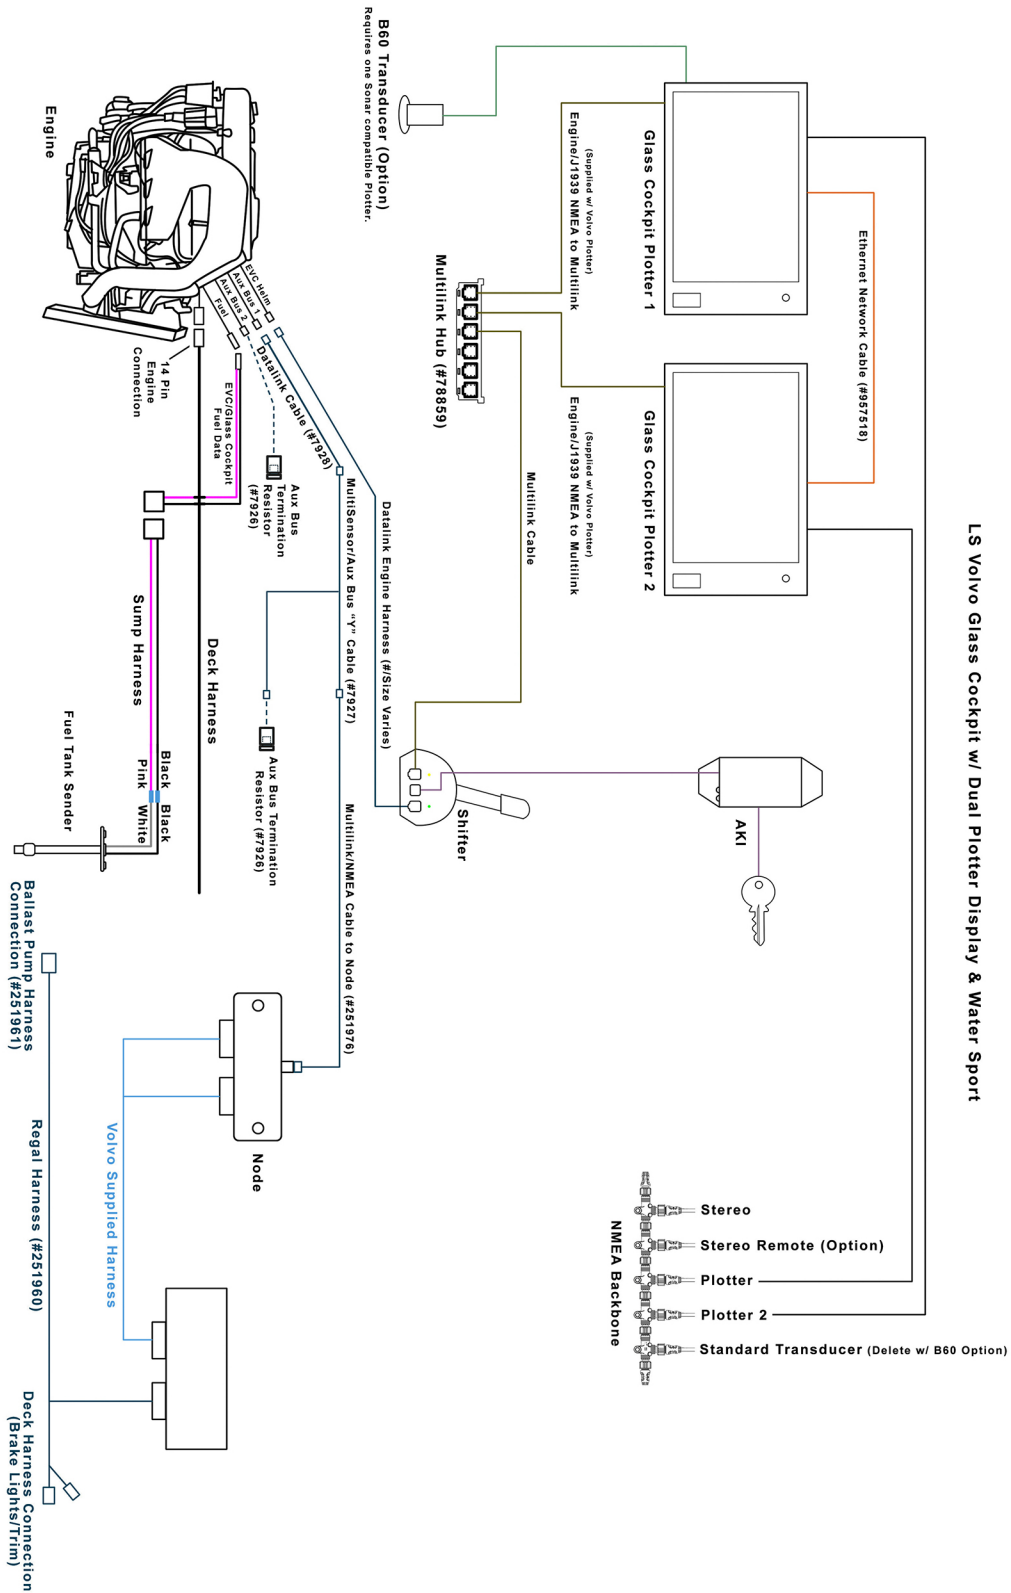 LS Volvo Glass Cockpit w/ Dual Plotter Display & Water Sport
Ethernet Network Cable (#957518)
Glass Cockpit Plotter 1
Glass Cockpit Plotter 2
(Supplied w/ Volvo Plotter)
Engine/J1939 NMEA to Multilink
(Supplied w/ Volvo Plotter)
Engine/J1939 NMEA to Multilink
B60 Transducer (Option)
Requires one Sonar compatible Plotter.
Multilink Hub (#78859)
Multilink Cable
AKI
Shifter
Stereo
Stereo Remote (Option)
Plotter
Plotter 2
Standard Transducer (Delete w/ B60 Option)
NMEA Backbone
Engine
EVC Helm
Aux Bus 1
Aux Bus 2
Fuel
14 Pin
Engine
Connection
Datalink Cable (#7928)
Datalink Engine Harness (#/Size Varies)
MultiSensor/Aux Bus “Y” Cable (#7927)
Multilink/NMEA Cable to Node (#251976)
EVC/Glass Cockpit
Fuel Data
Aux Bus
Termination
Resistor
(#7926)
Aux Bus Termination
Resistor (#7926)
Deck Harness
Sump Harness
Black
Black
Pink
White
Fuel Tank Sender
Node
Volvo Supplied Harness
Ballast Pump Harness
Connection (#251961)
Regal Harness (#251960)
Deck Harness Connection
(Brake Lights/Trim)